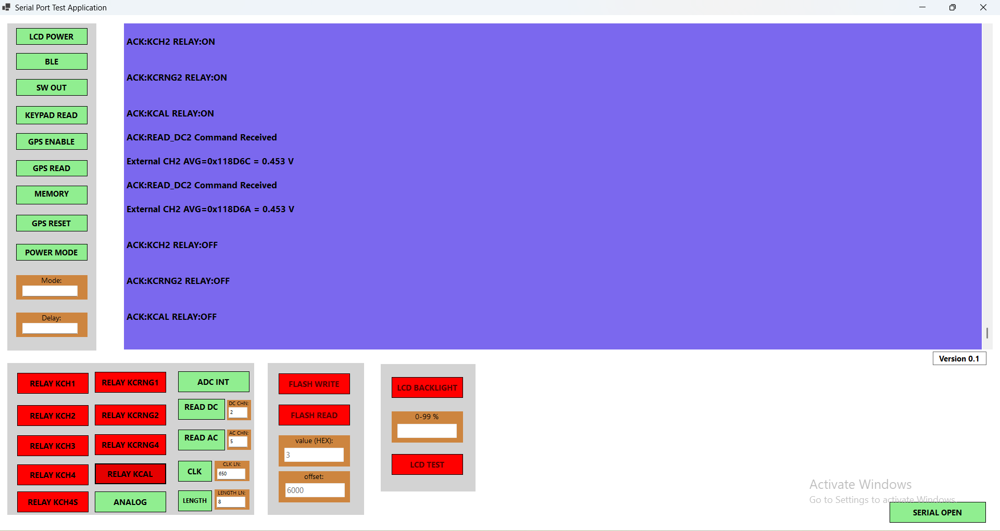 Serial Port Test Application
LCD POWER
BLE
SW OUT
KEYPAD READ
GPS ENABLE
GPS READ
MEMORY
GPS RESET
POWER MODE
Mode:
Delay:
ACK:KCH2 RELAY:ON
ACK:KCRNG2 RELAY:ON
ACK:KCAL RELAY:ON
ACK:READ_DC2 Command Received
External CH2 AVG=0x118D6C = 0.453 V
ACK:READ_DC2 Command Received
External CH2 AVG=0x118D6A = 0.453 V
ACK:KCH2 RELAY:OFF
ACK:KCRNG2 RELAY:OFF
ACK:KCAL RELAY:OFF
Version 0.1
RELAY KCH1
RELAY KCH2
RELAY KCH3
RELAY KCH4
RELAY KCH4S
RELAY KCRNG1
RELAY KCRNG2
RELAY KCRNG4
RELAY KCAL
ANALOG
ADC INT
READ DC
DC CHN:
2
READ AC
AC CHN:
5
CLK
CLK LN:
650
LENGTH
LENGTH LN:
8
FLASH WRITE
FLASH READ
value (HEX):
3
offset:
6000
LCD BACKLIGHT
0-99 %
LCD TEST
Activate Windows
Go to Settings to activate Windows.
SERIAL OPEN